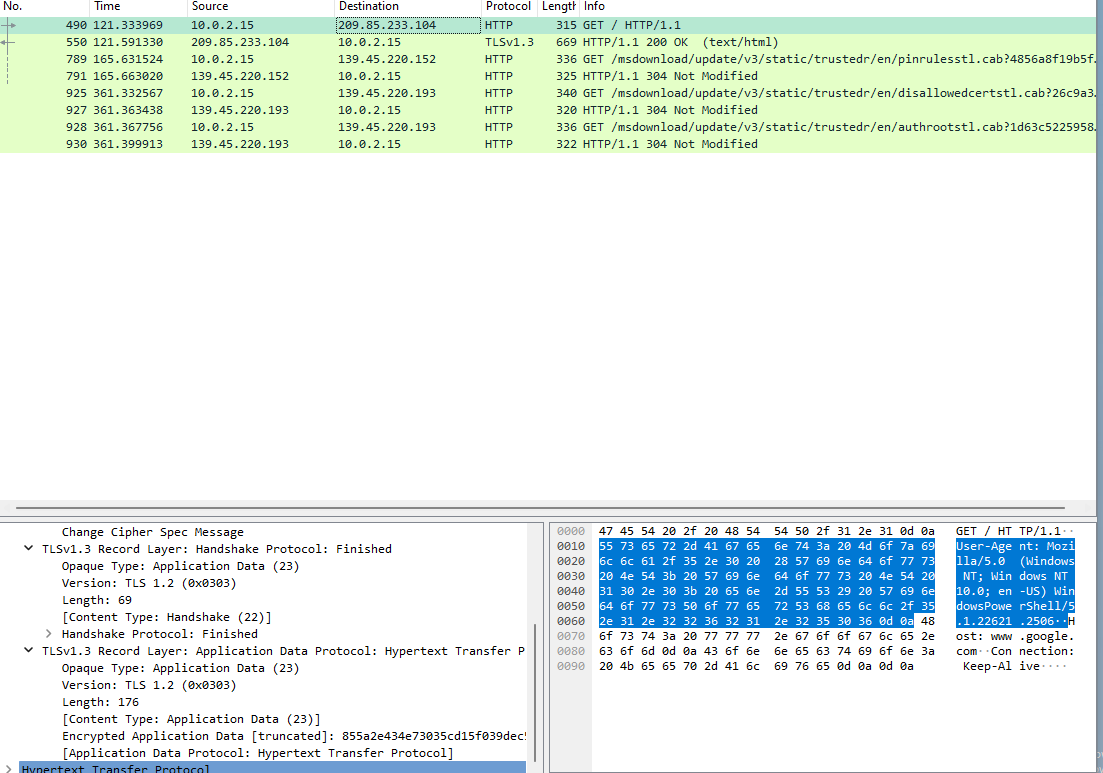 No. Time Source Destination Protocol Length Info
490 121.333969 10.0.2.15 209.85.233.104 HTTP 315 GET / HTTP/1.1
550 121.591330 209.85.233.104 10.0.2.15 TLSv1.3 669 HTTP/1.1 200 OK (text/html)
789 165.631524 10.0.2.15 139.45.220.152 HTTP 336 GET /msdownload/update/v3/static/trustedr/en/pinrulesstl.cab?4856a8f19b5f…
791 165.663020 139.45.220.152 10.0.2.15 HTTP 325 HTTP/1.1 304 Not Modified
925 361.332567 10.0.2.15 139.45.220.193 HTTP 340 GET /msdownload/update/v3/static/trustedr/en/disallowedcertstl.cab?26c9a3…
927 361.363438 139.45.220.193 10.0.2.15 HTTP 320 HTTP/1.1 304 Not Modified
928 361.367756 10.0.2.15 139.45.220.193 HTTP 336 GET /msdownload/update/v3/static/trustedr/en/authrootstl.cab?1d63c5225958…
930 361.399913 139.45.220.193 10.0.2.15 HTTP 322 HTTP/1.1 304 Not Modified
Change Cipher Spec Message
TLSv1.3 Record Layer: Handshake Protocol: Finished
Opaque Type: Application Data (23)
Version: TLS 1.2 (0x0303)
Length: 69
[Content Type: Handshake (22)]
Handshake Protocol: Finished
TLSv1.3 Record Layer: Application Data Protocol: Hypertext Transfer P
Opaque Type: Application Data (23)
Version: TLS 1.2 (0x0303)
Length: 176
[Content Type: Application Data (23)]
Encrypted Application Data [truncated]: 855a2e434e73035cd15f039dec5
[Application Data Protocol: Hypertext Transfer Protocol]
Hypertext Transfer Protocol
0000 47 45 54 20 2f 20 48 54 54 50 2f 31 2e 31 0d 0a GET / HT TP/1.1··
0010 55 73 65 72 2d 41 67 65 6e 74 3a 20 4d 6f 7a 69 User-Age nt: Mozi
0020 6c 6c 61 2f 35 2e 30 20 28 57 69 6e 64 6f 77 73 lla/5.0 (Windows
0030 20 4e 54 3b 20 57 69 6e 64 6f 77 73 20 4e 54 20 NT; Win dows NT
0040 31 30 2e 30 3b 20 65 6e 2d 55 53 29 20 57 69 6e 10.0; en -US) Win
0050 64 6f 77 73 50 6f 77 65 72 53 68 65 6c 6c 2f 35 dowsPowe rShell/5
0060 2e 31 2e 32 32 36 32 31 2e 32 35 30 36 0d 0a 48 .1.22621 .2506··H
0070 6f 73 74 3a 20 77 77 77 2e 67 6f 6f 67 6c 65 2e ost: www .google.
0080 63 6f 6d 0d 0a 43 6f 6e 6e 65 63 74 69 6f 6e 3a com··Con nection:
0090 20 4b 65 65 70 2d 41 6c 69 76 65 0d 0a 0d 0a Keep-Al ive····